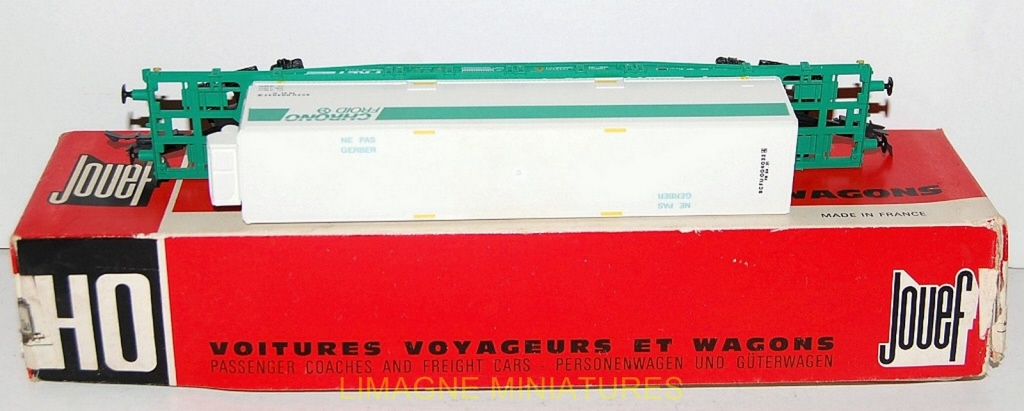 CHRONO
FROID
NE PAS
GERBER
NE PAS
GERBER
Jouef
WAGONS
MADE IN FRANCE
HO
Jouef
VOITURES VOYAGEURS ET WAGONS
PASSENGER COACHES AND FREIGHT CARS - PERSONENWAGEN UND GÜTERWAGEN
LIMAGNE MINIATURES